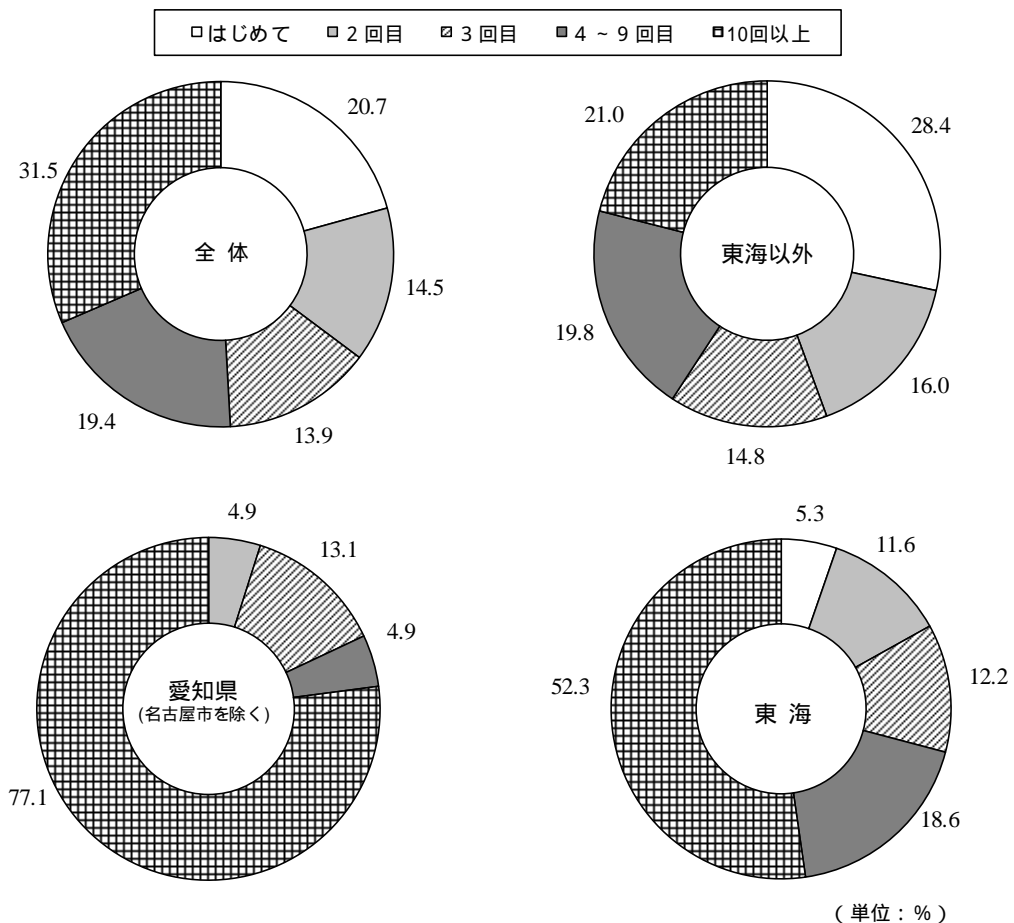 □はじめて ■2回目 ▨3回目 ■4～9回目 ▦10回以上
20.7
14.5
13.9
19.4
31.5
全 体
28.4
16.0
14.8
19.8
21.0
東海以外
4.9
13.1
4.9
77.1
愛知県
(名古屋市を除く)
5.3
11.6
12.2
18.6
52.3
東 海
(単位：%)